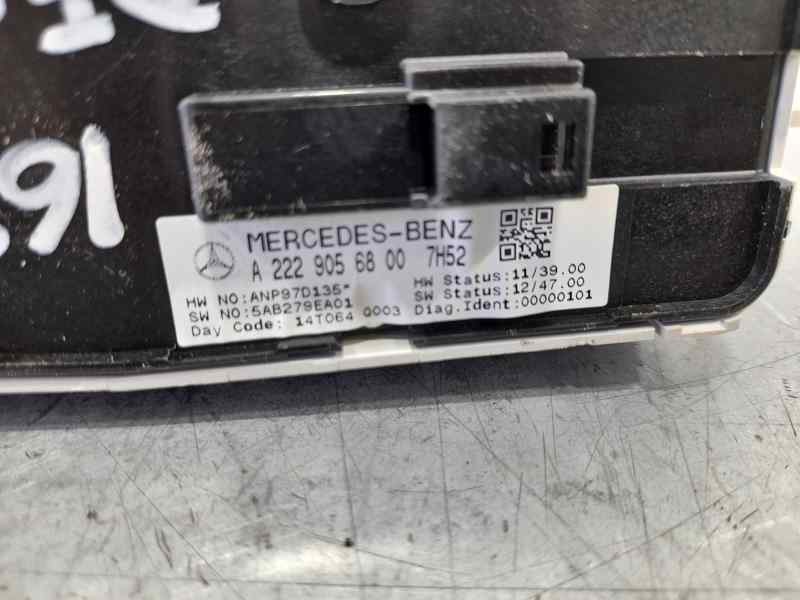 16
MERCEDES-BENZ
A 222 905 68 00 7H52
HW NO:ANP97D135"
SW NO:5AB279EA01
Day Code: 14T064 0003
HW Status:11/39.00
SW Status:12/47.00
Diag.Ident:00000101